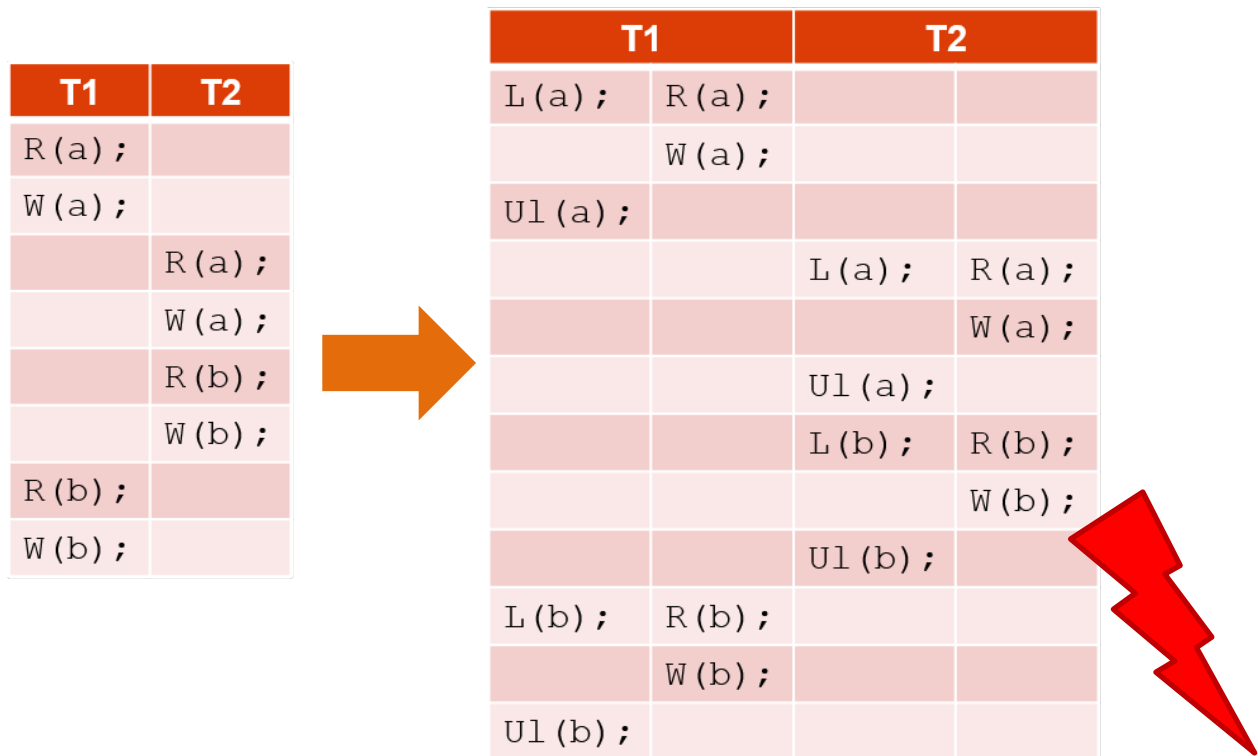 T1 T2
R(a);
W(a);
R(a);
W(a);
R(b);
W(b);
R(b);
W(b);
T1 T2
L(a); R(a);
W(a);
Ul(a);
L(a); R(a);
W(a);
Ul(a);
L(b); R(b);
W(b);
Ul(b);
L(b); R(b);
W(b);
Ul(b);